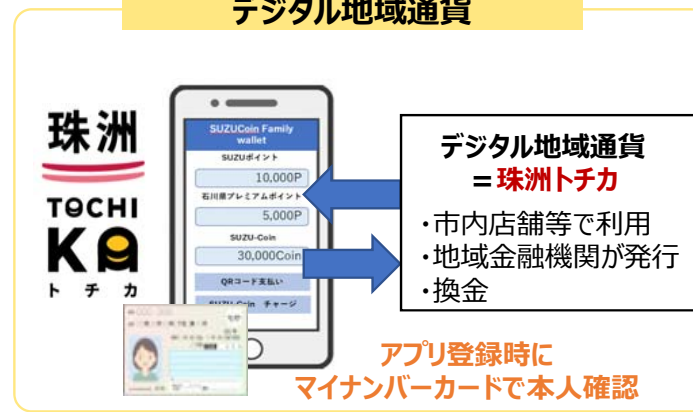 デジタル地域通貨
珠洲
TOCHI
KA
トチカ
SUZUCoin Family
wallet
SUZUポイント
10,000P
石川県プレミアムポイント
5,000P
SUZU-Coin
30,000Coin
QRコード支払い
SUZU-Coin チャージ
デジタル地域通貨
＝珠洲トチカ
・市内店舗等で利用
・地域金融機関が発行
・換金
アプリ登録時に
マイナンバーカードで本人確認